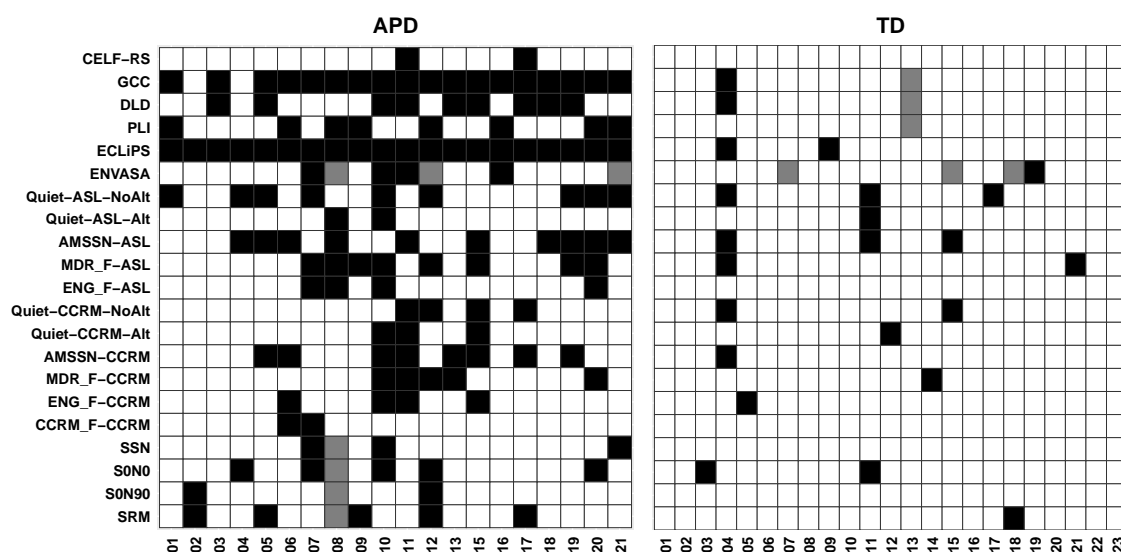 APD TD
CELF−RS
GCC
DLD
PLI
ECLiPS
ENVASA
Quiet−ASL−NoAlt
Quiet−ASL−Alt
AMSSN−ASL
MDR_F−ASL
ENG_F−ASL
Quiet−CCRM−NoAlt
Quiet−CCRM−Alt
AMSSN−CCRM
MDR_F−CCRM
ENG_F−CCRM
CCRM_F−CCRM
SSN
S0N0
S0N90
SRM
01 02 03 04 05 06 07 08 09 10 11 12 13 15 16 17 18 19 20 21 01 02 03 04 05 06 07 08 09 10 11 12 13 14 15 16 17 18 19 20 21 22 23